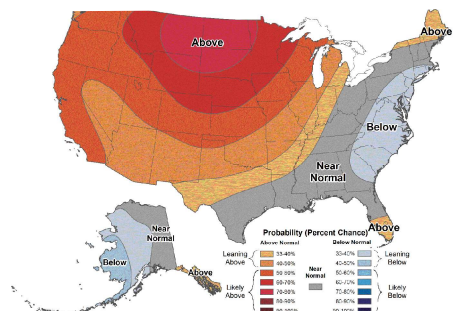 Above
Above
Below
Near
Normal
Above
Near
Normal
Below
Above
Probability (Percent Chance)
Above Normal
Below Normal
Leaning
Above
33-40%
40-50%
50-60%
60-70%
70-80%
80-90%
90-100%
Likely
Above
Near
Normal
33-40%
40-50%
50-60%
60-70%
70-80%
80-90%
90-100%
Leaning
Below
Likely
Below